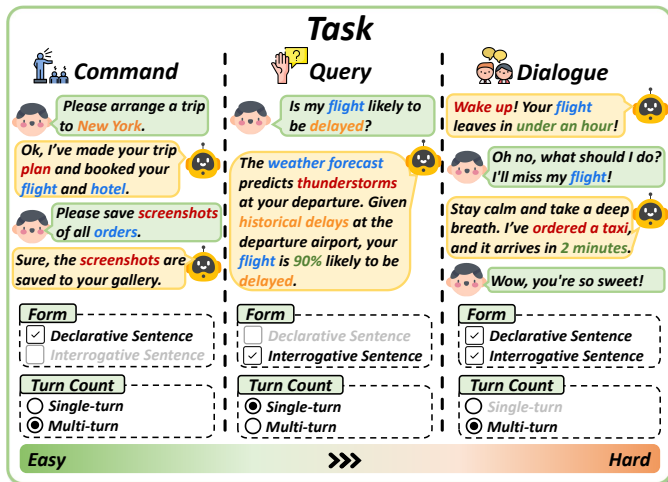 Task
Command
Please arrange a trip
to New York.
Ok, I've made your trip
plan and booked your
flight and hotel.
Please save screenshots
of all orders.
Sure, the screenshots are
saved to your gallery.
Form
✓ Declarative Sentence
Interrogative Sentence
Turn Count
Single-turn
Multi-turn
?
Query
Is my flight likely to
be delayed?
The weather forecast
predicts thunderstorms
at your departure. Given
historical delays at the
departure airport, your
flight is 90% likely to be
delayed.
Form
Declarative Sentence
✓ Interrogative Sentence
Turn Count
Single-turn
Multi-turn
Dialogue
Wake up! Your flight
leaves in under an hour!
Oh no, what should I do?
I'll miss my flight!
Stay calm and take a deep
breath. I've ordered a taxi,
and it arrives in 2 minutes.
Wow, you're so sweet!
Form
✓ Declarative Sentence
✓ Interrogative Sentence
Turn Count
Single-turn
Multi-turn
Easy >>> Hard